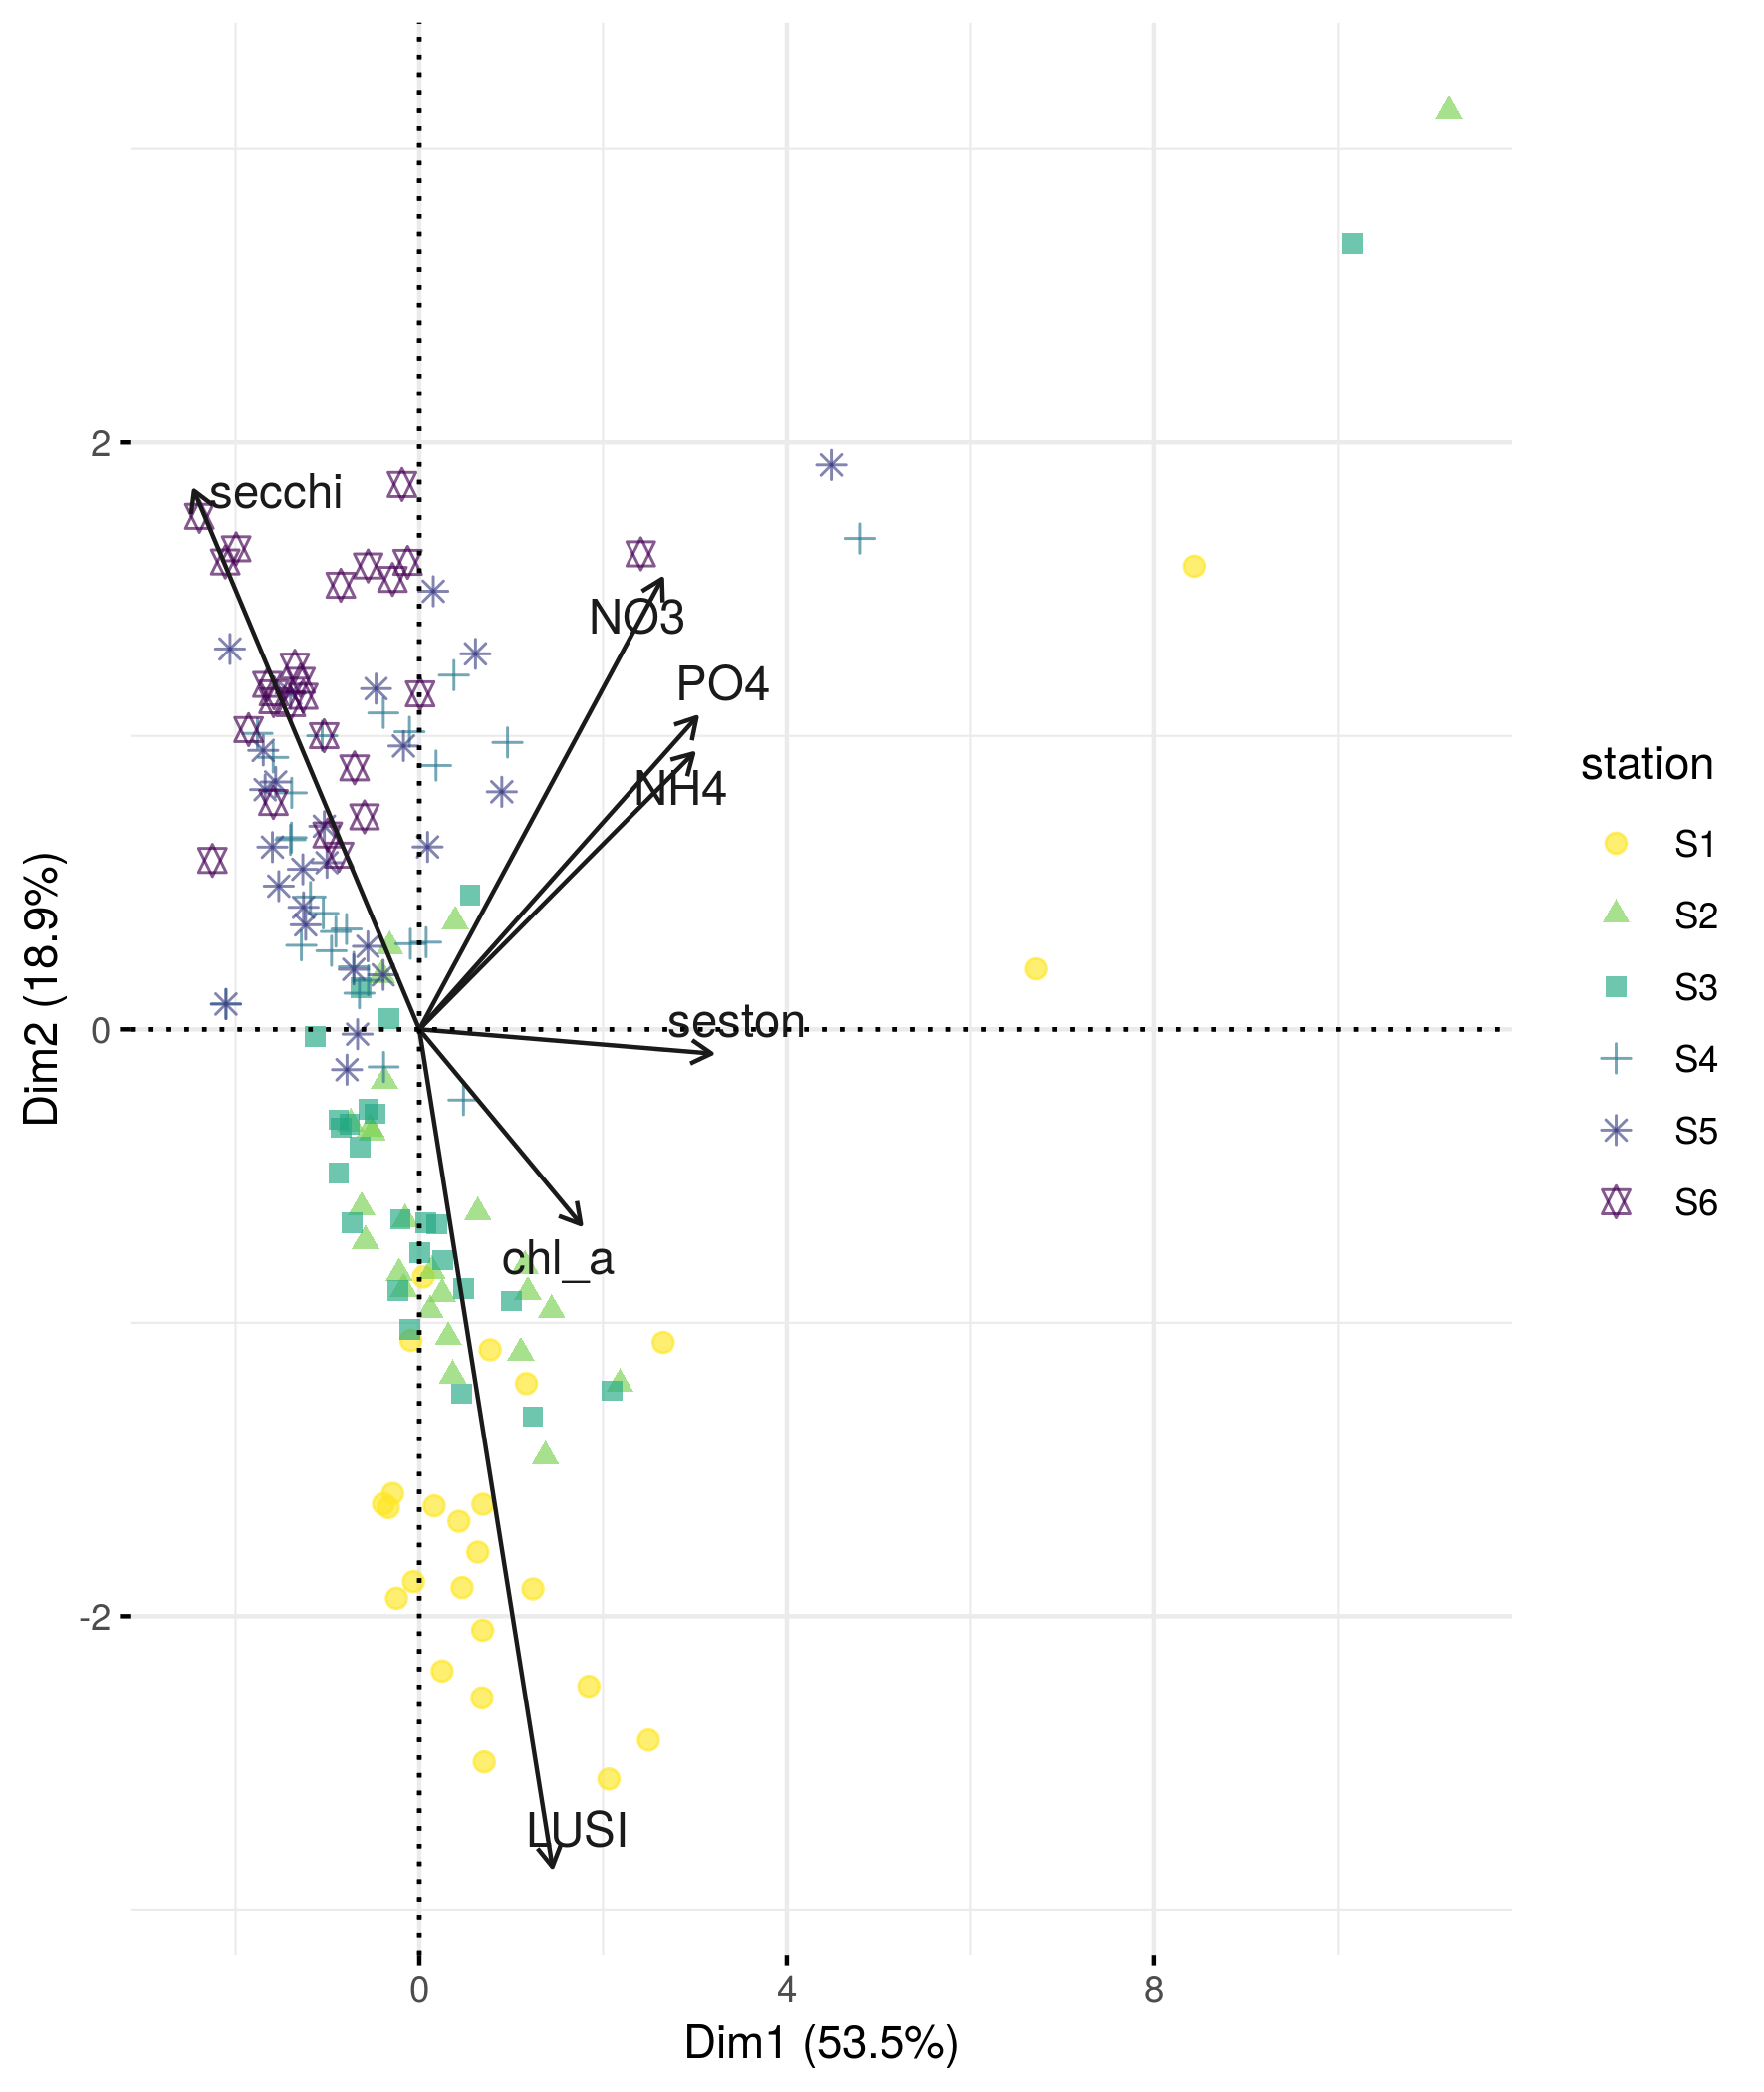 2
0
-2
0
4
8
Dim2 (18.9%)
Dim1 (53.5%)
secchi
NO3
PO4
NH4
seston
chl_a
LUSI
station
S1
S2
S3
S4
S5
S6